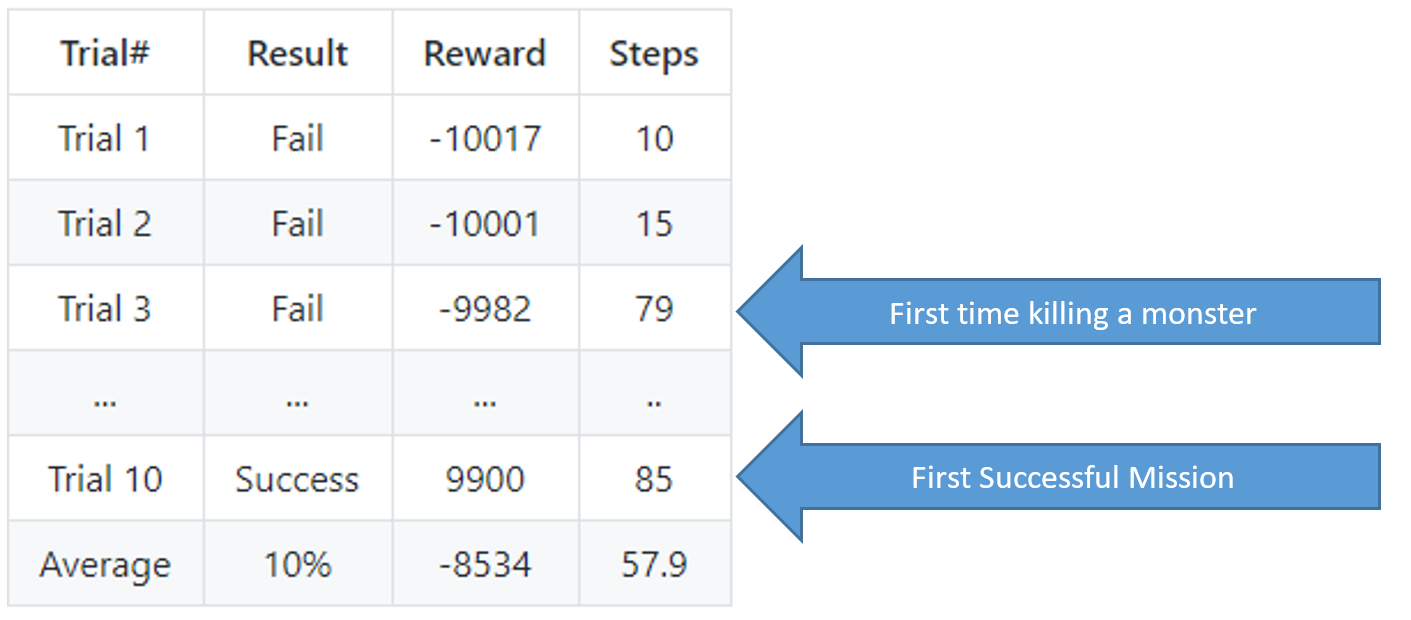 Trial# Result Reward Steps
Trial 1 Fail -10017 10
Trial 2 Fail -10001 15
Trial 3 Fail -9982 79
First time killing a monster
... ... ... ..
Trial 10 Success 9900 85
First Successful Mission
Average 10% -8534 57.9